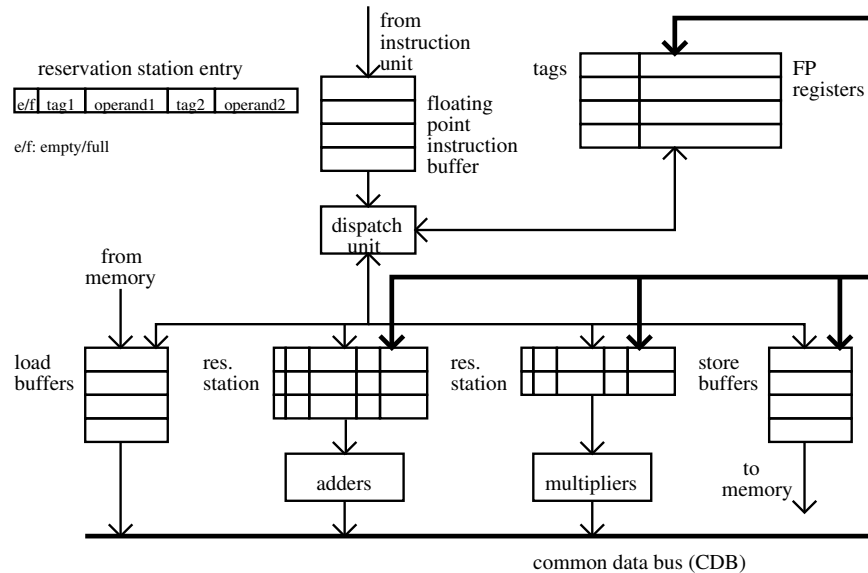 from
instruction
unit
reservation station entry
e/f tag1 operand1 tag2 operand2
e/f: empty/full
floating
point
instruction
buffer
tags
FP
registers
dispatch
unit
from
memory
load
buffers
res.
station
res.
station
store
buffers
adders
multipliers
to
memory
common data bus (CDB)